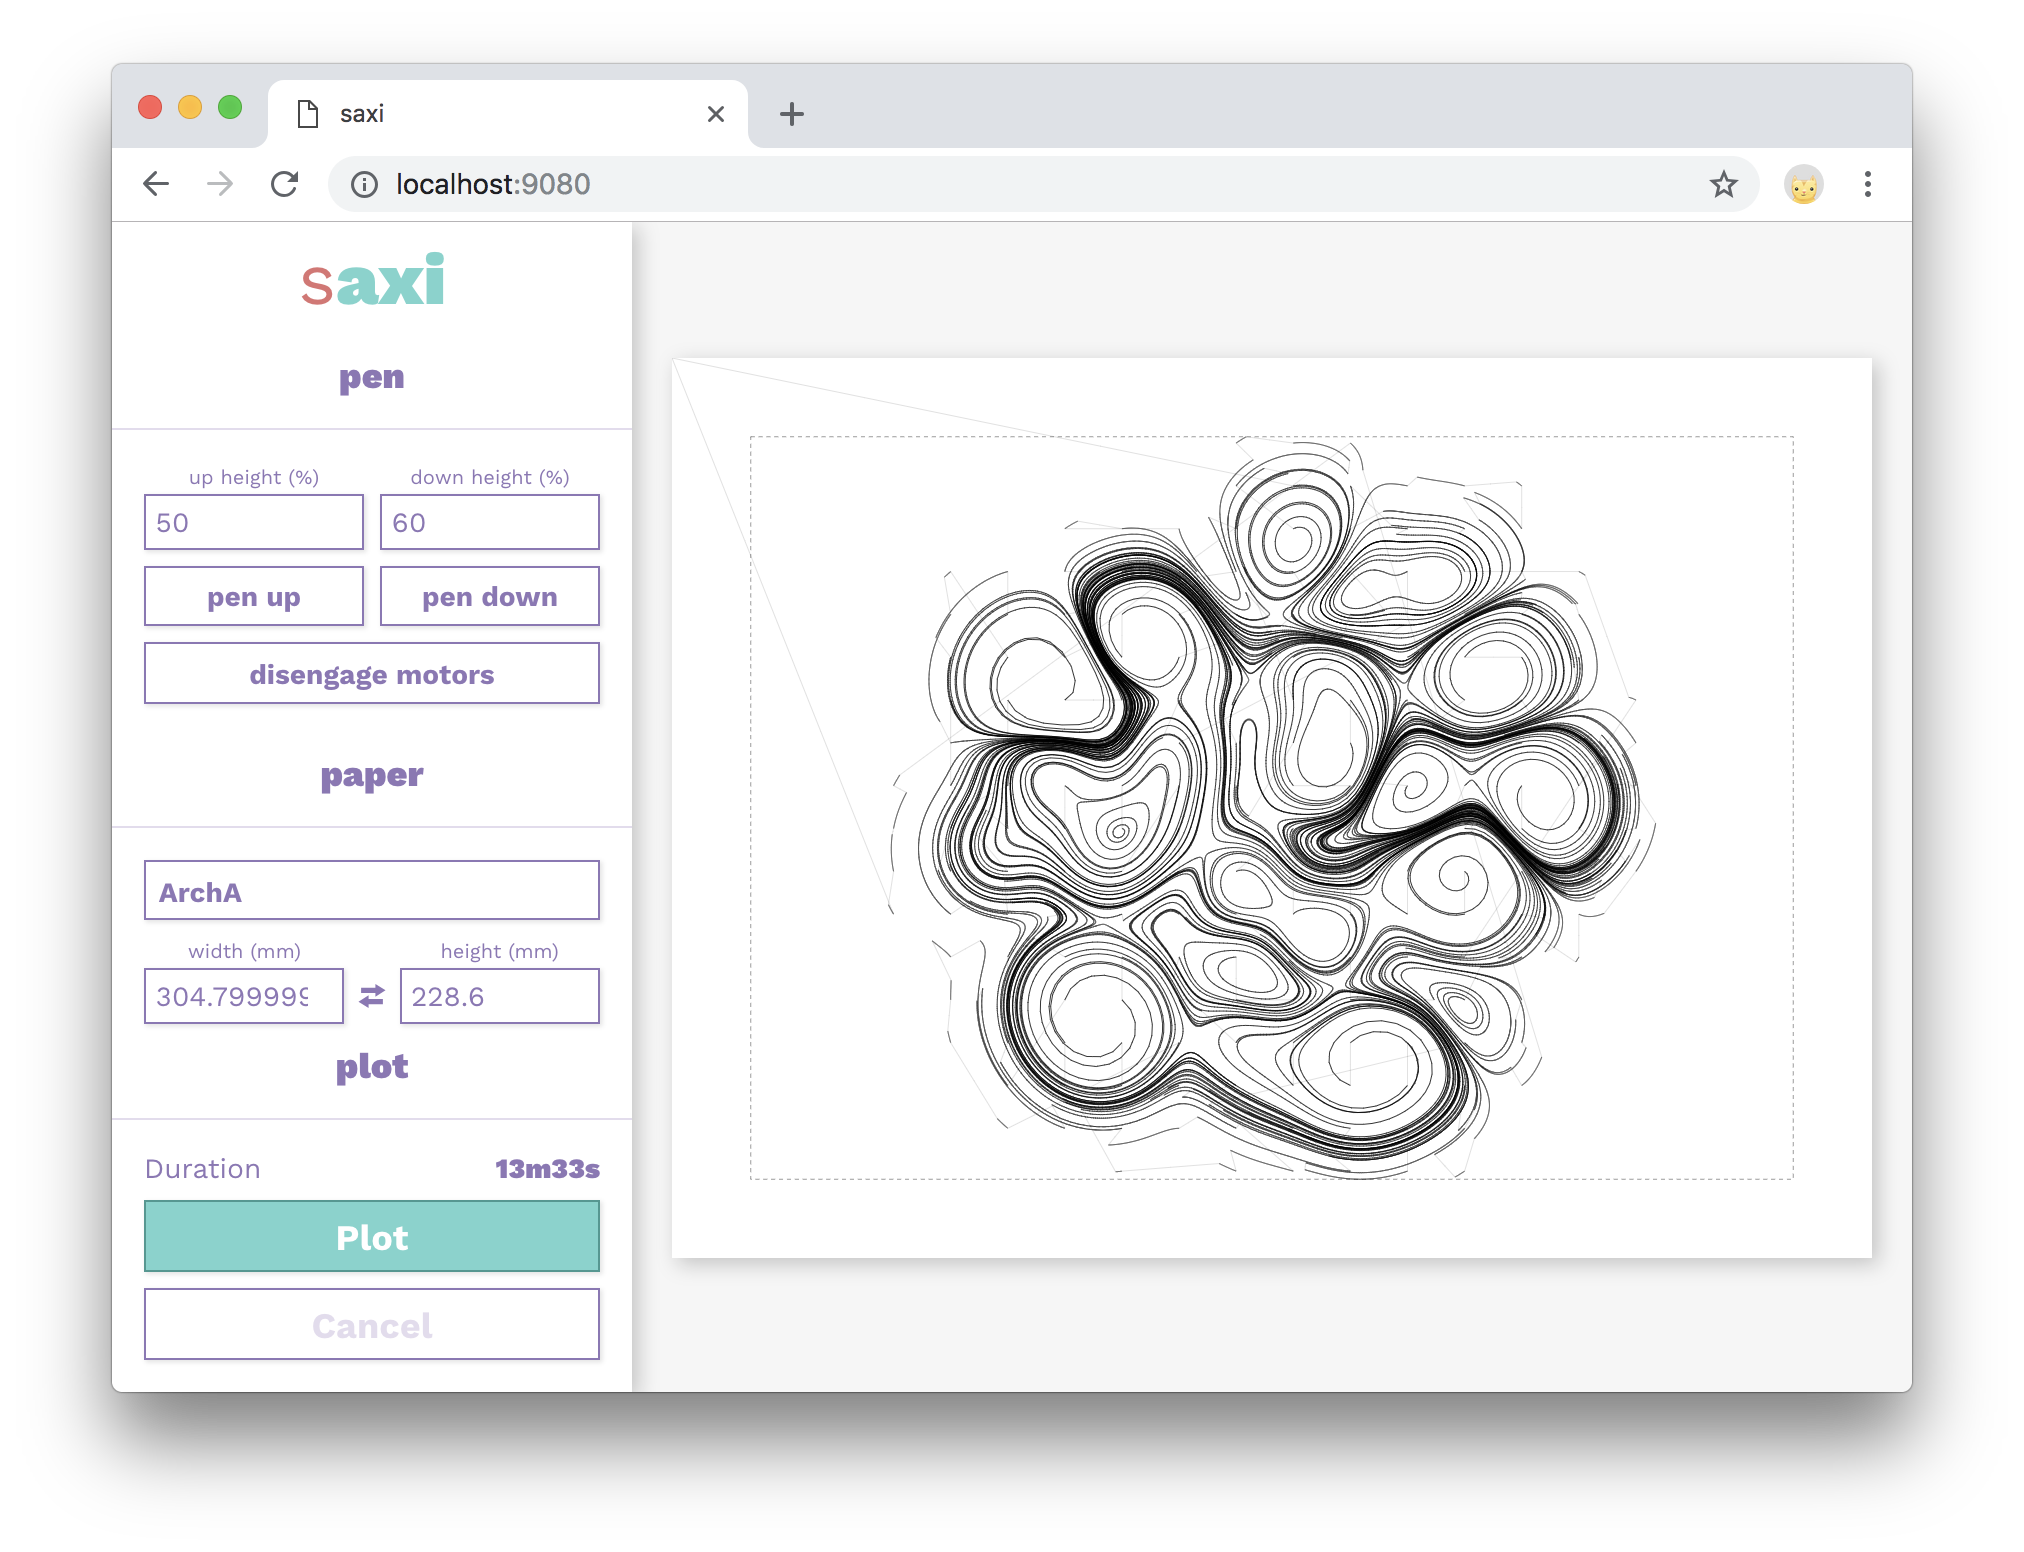 saxi
localhost:9080
saxi
pen
up height (%) down height (%)
50 60
pen up pen down
disengage motors
paper
ArchA
width (mm) height (mm)
304.799999 228.6
plot
Duration 13m33s
Plot
Cancel